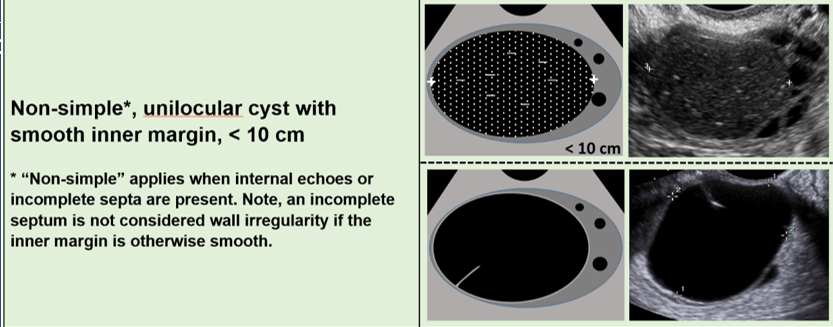 Non-simple*, unilocular cyst with
smooth inner margin, < 10 cm
* “Non-simple” applies when internal echoes or
incomplete septa are present. Note, an incomplete
septum is not considered wall irregularity if the
inner margin is otherwise smooth.
< 10 cm